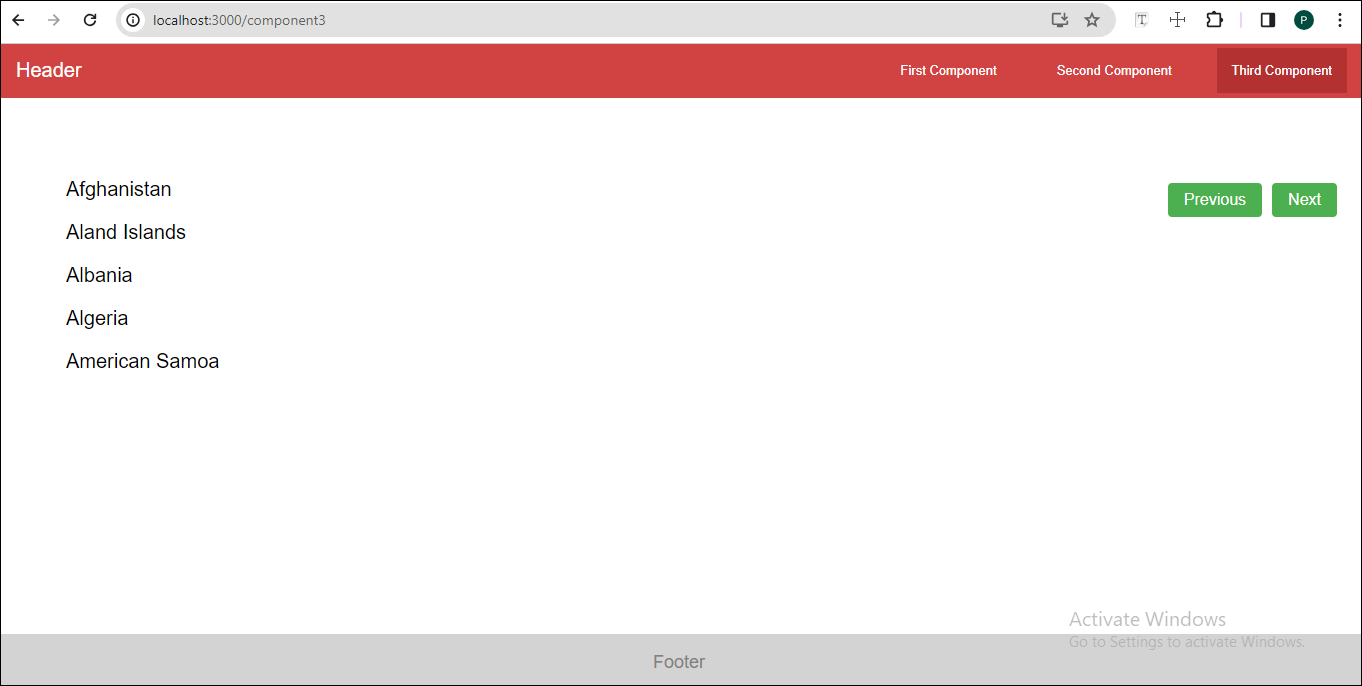 localhost:3000/component3
T
P
Header
First Component
Second Component
Third Component
Afghanistan
Previous
Next
Aland Islands
Albania
Algeria
American Samoa
Activate Windows
Go to Settings to activate Windows.
Footer